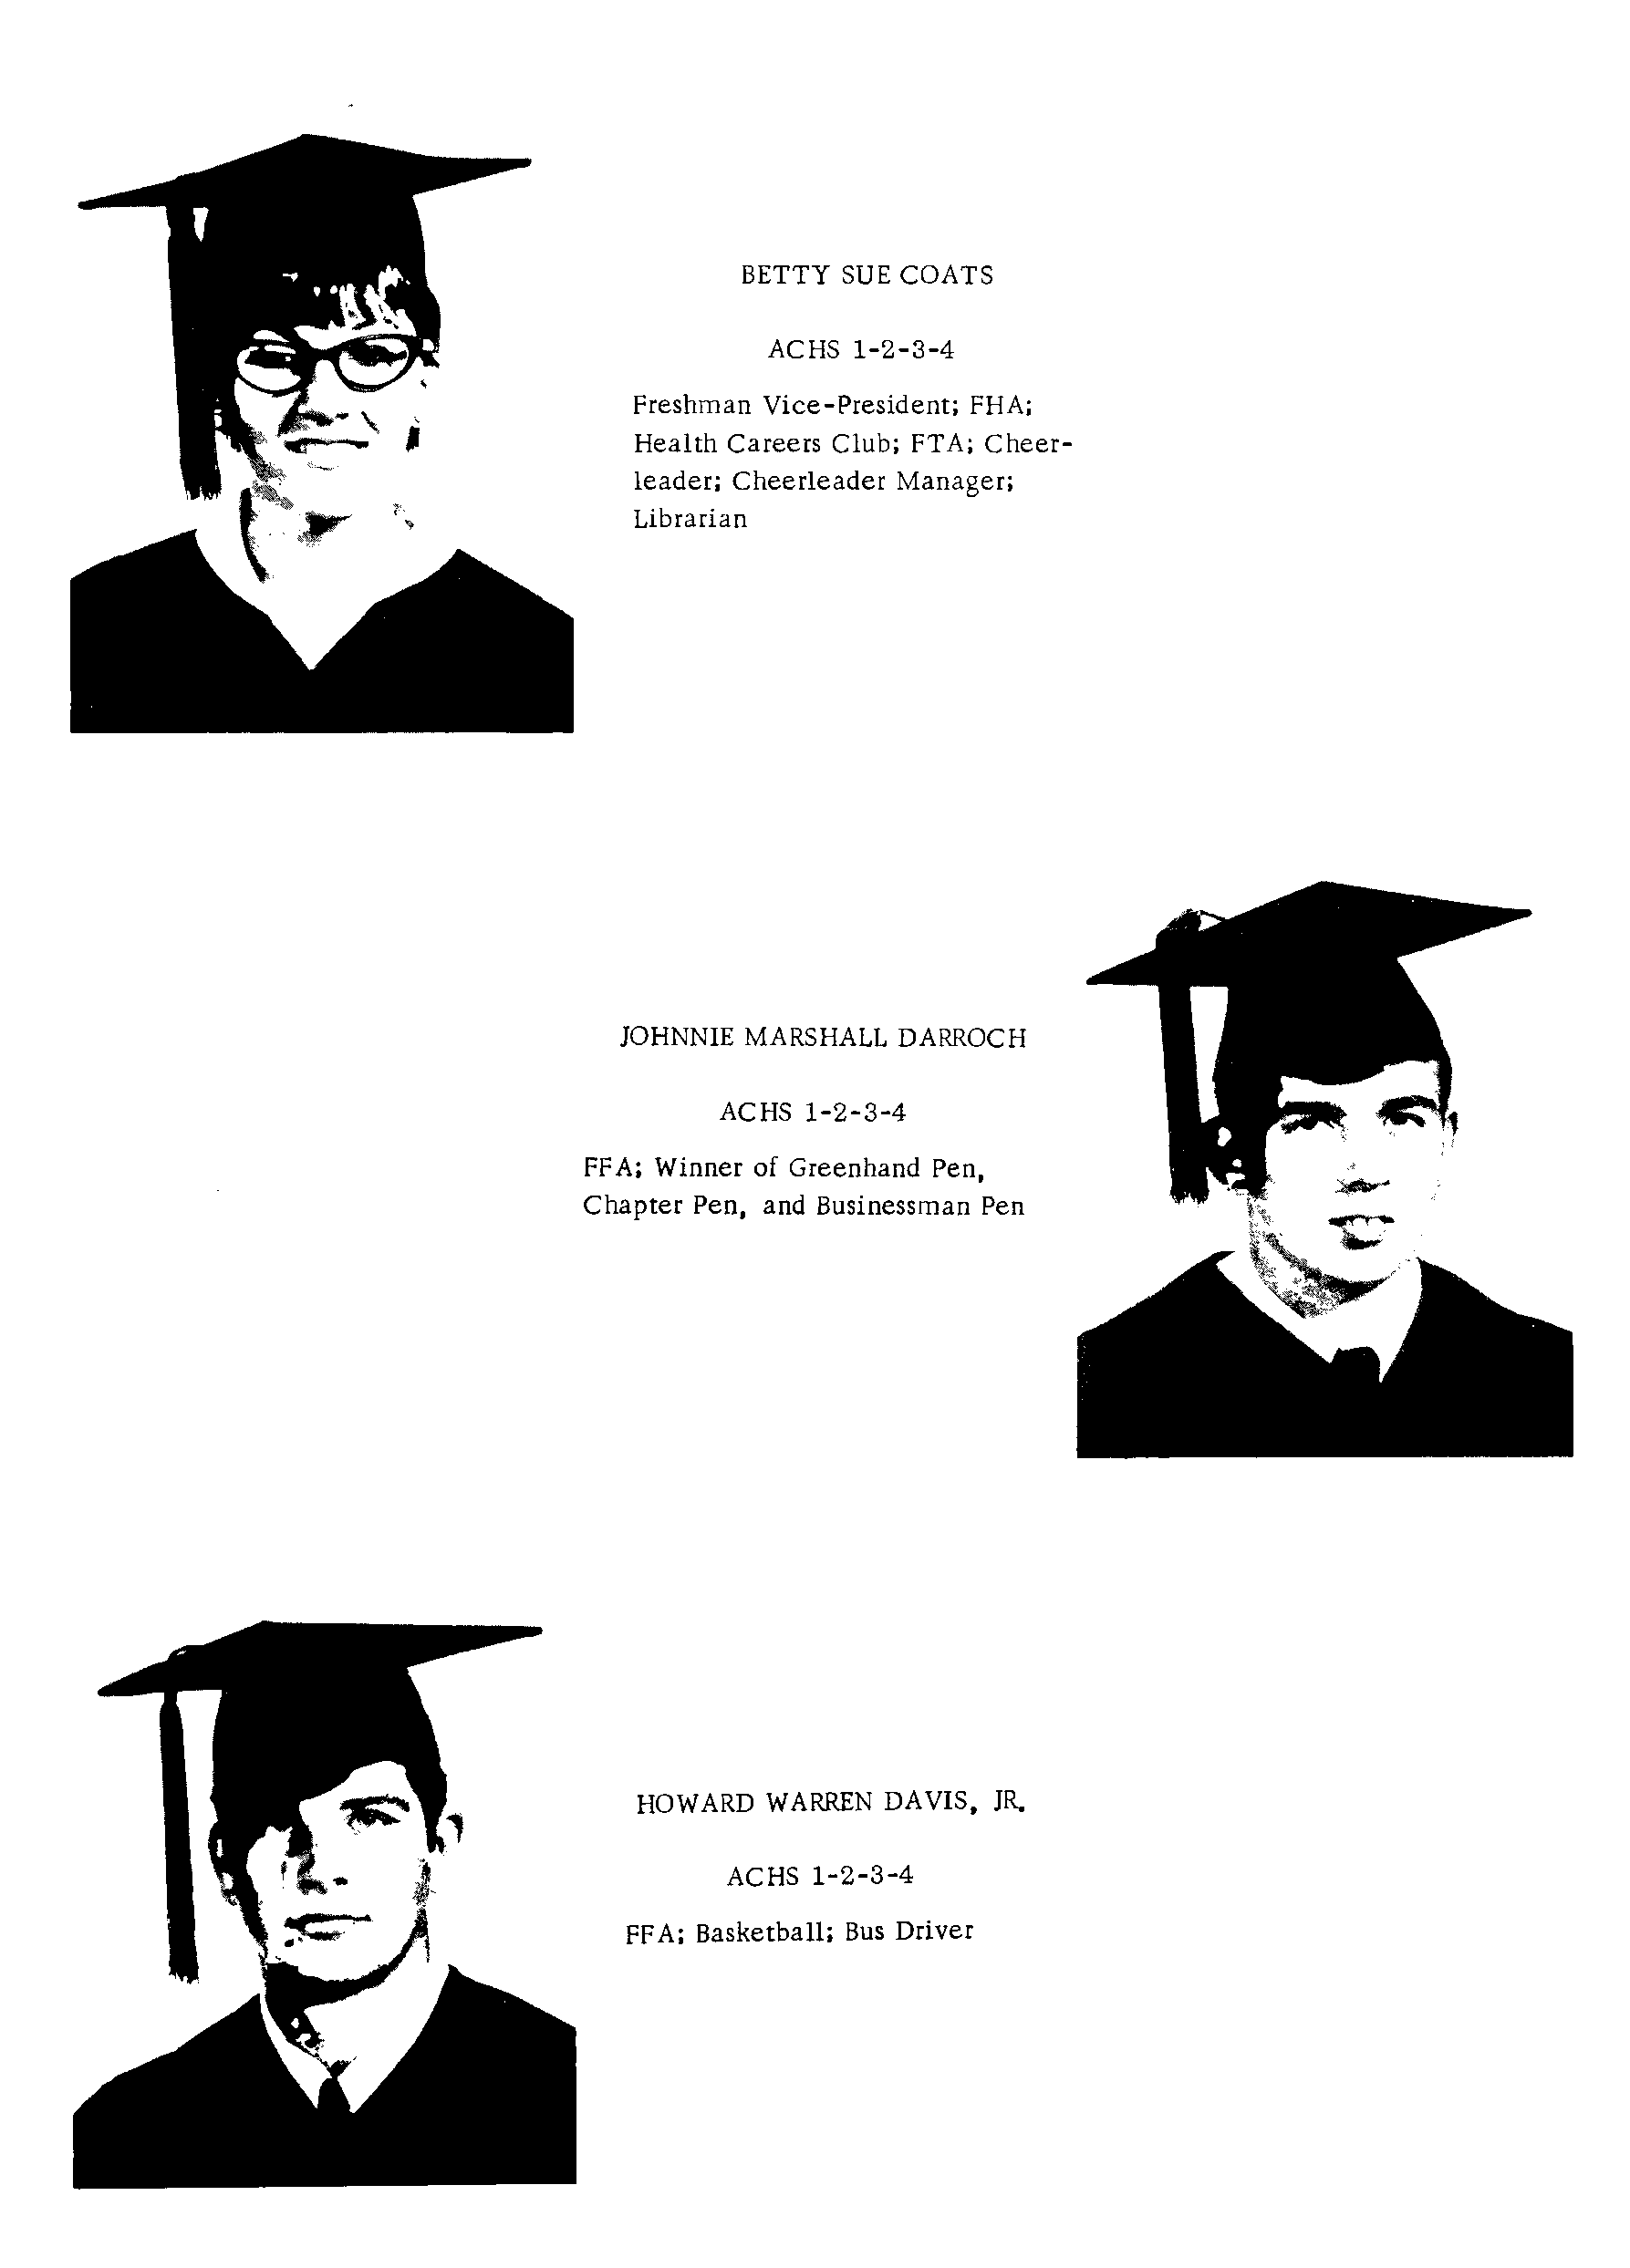 BETTY SUE COATS
ACHS 1-2-3-4
Freshman Vice-President; FHA;
Health Careers Club; FTA; Cheer-
leader; Cheerleader Manager;
Librarian
JOHNNIE MARSHALL DARROCH
ACHS 1-2-3-4
FFA; Winner of Greenhand Pen,
Chapter Pen, and Businessman Pen
HOWARD WARREN DAVIS, JR.
ACHS 1-2-3-4
FFA; Basketball; Bus Driver